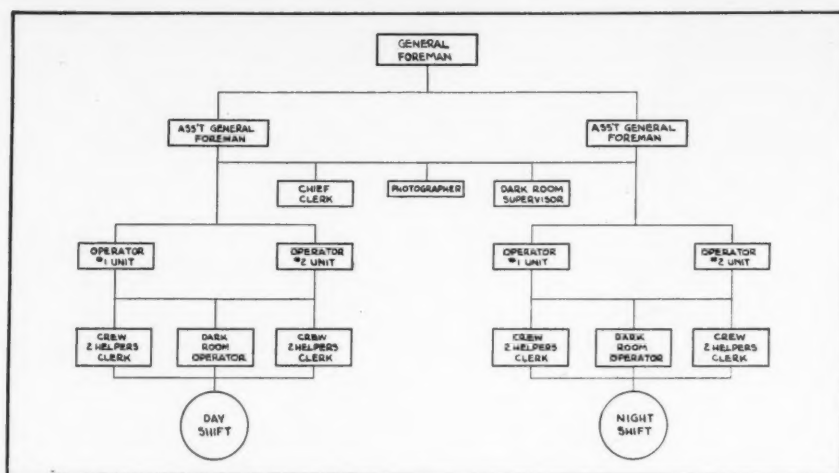 GENERAL
FOREMAN
ASS'T GENERAL
FOREMAN
ASS'T GENERAL
FOREMAN
CHIEF
CLERK
PHOTOGRAPHER
DARK ROOM
SUPERVISOR
OPERATOR
#1 UNIT
OPERATOR
#2 UNIT
OPERATOR
#1 UNIT
OPERATOR
#2 UNIT
CREW
2 HELPERS
CLERK
DARK
ROOM
OPERATOR
CREW
2 HELPERS
CLERK
CREW
2 HELPERS
CLERK
DARK
ROOM
OPERATOR
CREW
2 HELPERS
CLERK
DAY
SHIFT
NIGHT
SHIFT